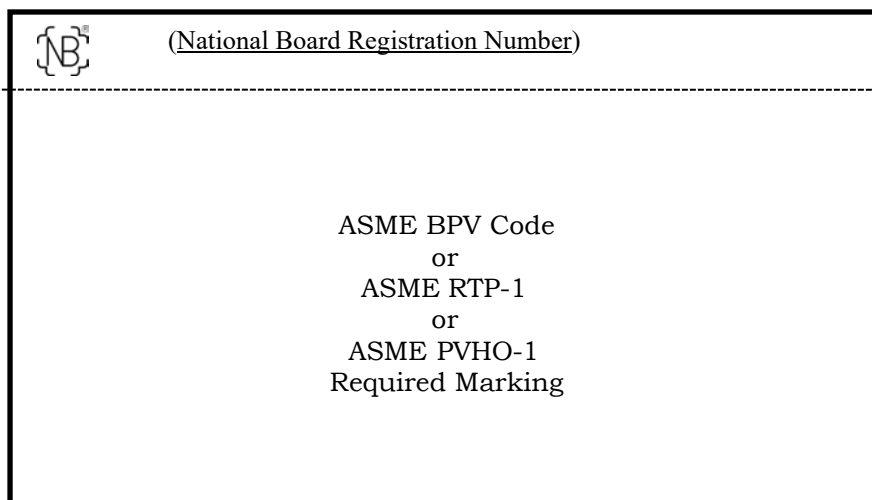 NB® (National Board Registration Number)
ASME BPV Code
or
ASME RTP-1
or
ASME PVHO-1
Required Marking